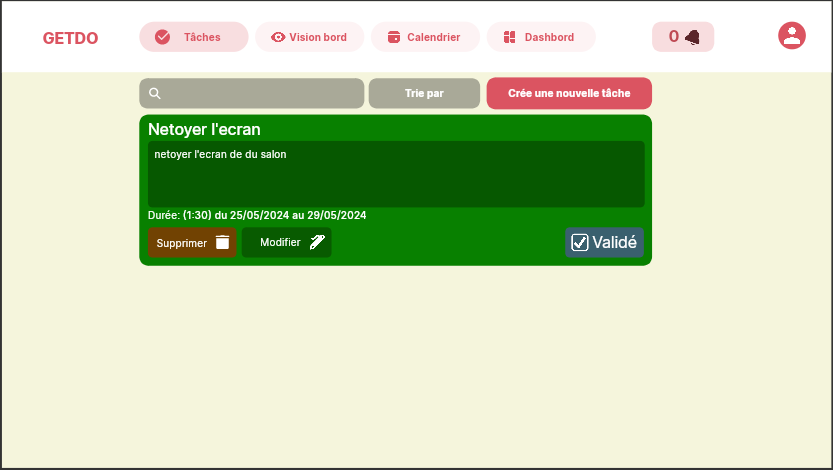 GETDO
Tâches
Vision bord
Calendrier
Dashbord
0
Trie par
Crée une nouvelle tâche
Netoyer l'ecran
netoyer l'ecran de du salon
Durée: (1:30) du 25/05/2024 au 29/05/2024
Supprimer
Modifier
Validé